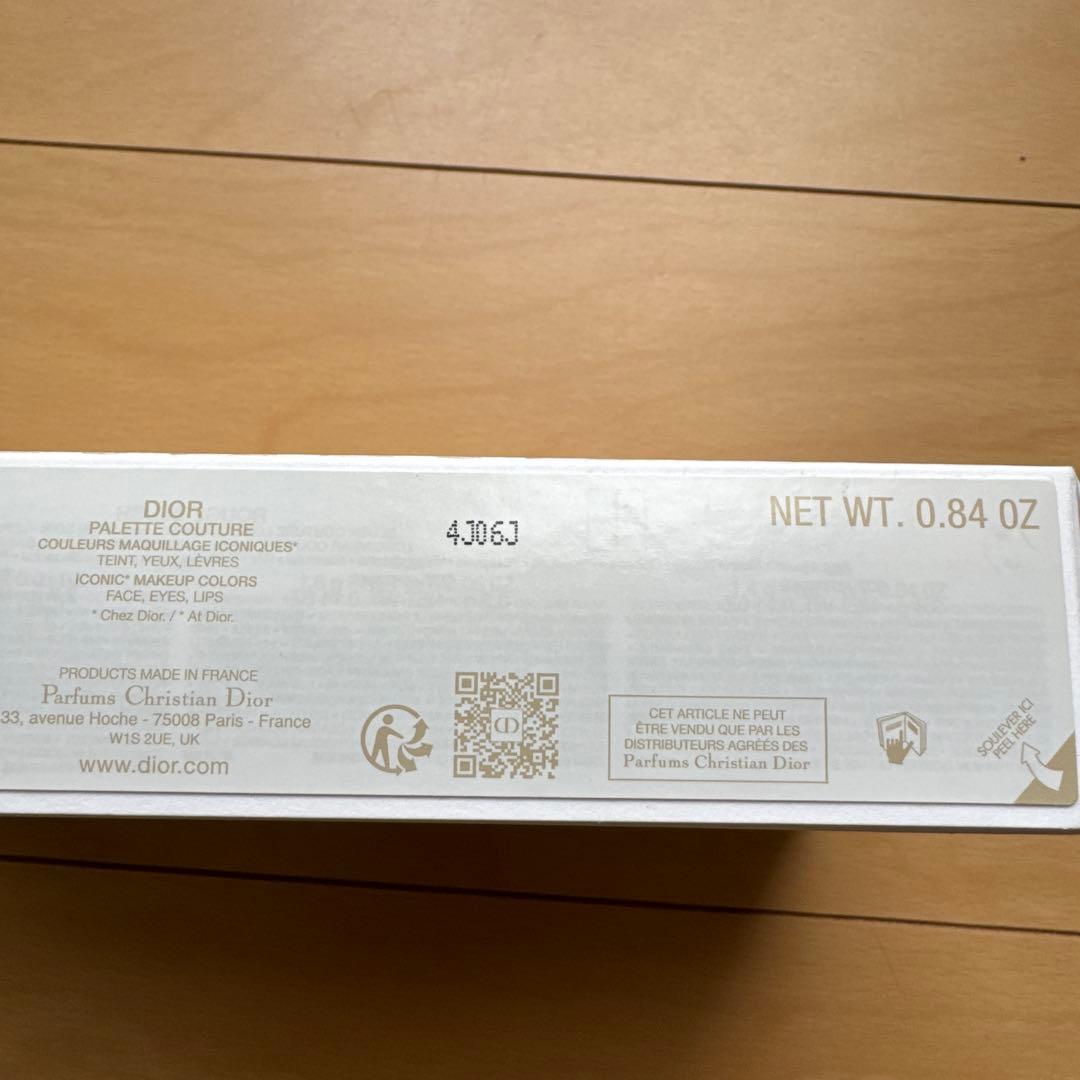 DIOR
PALETTE COUTURE
COULEURS MAQUILLAGE ICONIQUES*
TEINT, YEUX, LÈVRES
ICONIC* MAKEUP COLORS
FACE, EYES, LIPS
* Chez Dior. / * At Dior.
PRODUCTS MADE IN FRANCE
Parfums Christian Dior
33, avenue Hoche - 75008 Paris - France
W1S 2UE, UK
www.dior.com
4J06J
CD
NET WT. 0.84 OZ
CET ARTICLE NE PEUT
ÊTRE VENDU QUE PAR LES
DISTRIBUTEURS AGRÉÉS DES
Parfums Christian Dior
SOULEVER ICI
PEEL HERE